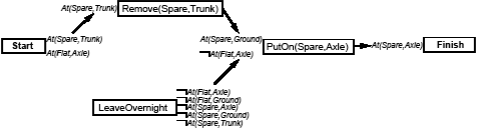 At(Spare,Trunk)
Remove(Spare,Trunk)
Start
At(Spare,Trunk)
At(Flat,Axle)
At(Spare,Ground)
¬At(Flat,Axle)
PutOn(Spare,Axle)
At(Spare,Axle)
Finish
LeaveOvernight
¬At(Flat,Axle)
¬At(Flat,Ground)
¬At(Spare,Axle)
¬At(Spare,Ground)
¬At(Spare,Trunk)